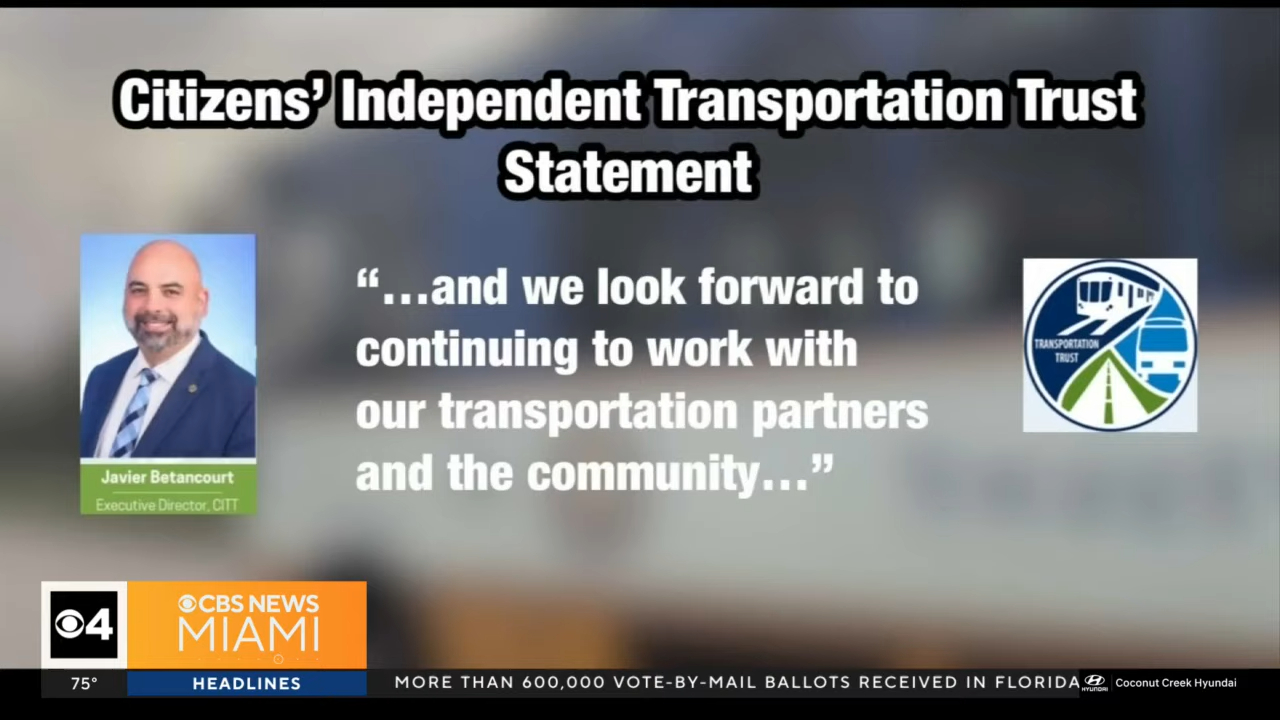 Citizens’ Independent Transportation Trust
Statement
“...and we look forward to
continuing to work with
our transportation partners
and the community...”
TRANSPORTATION
TRUST
Javier Betancourt
Executive Director, CITT
4
CBS NEWS
MIAMI
75°
HEADLINES
MORE THAN 600,000 VOTE-BY-MAIL BALLOTS RECEIVED IN FLORIDA
HYUNDAI
Coconut Creek Hyundai